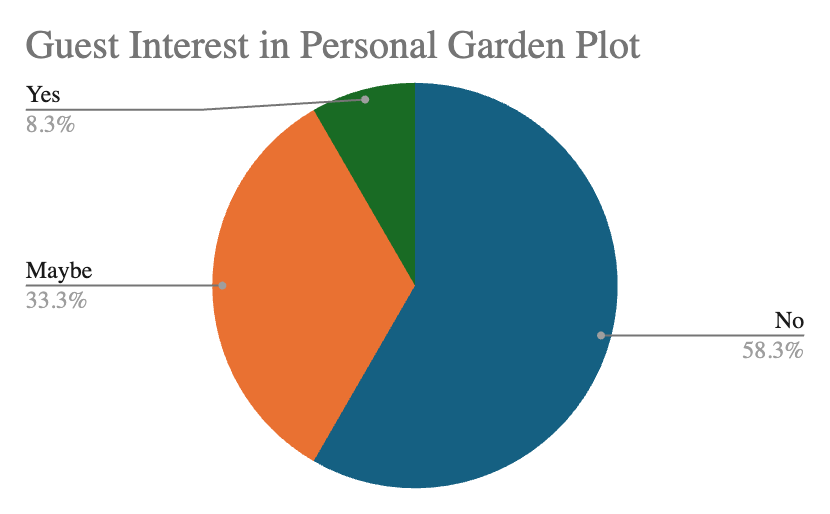 Guest Interest in Personal Garden Plot
Yes
8.3%
Maybe
33.3%
No
58.3%